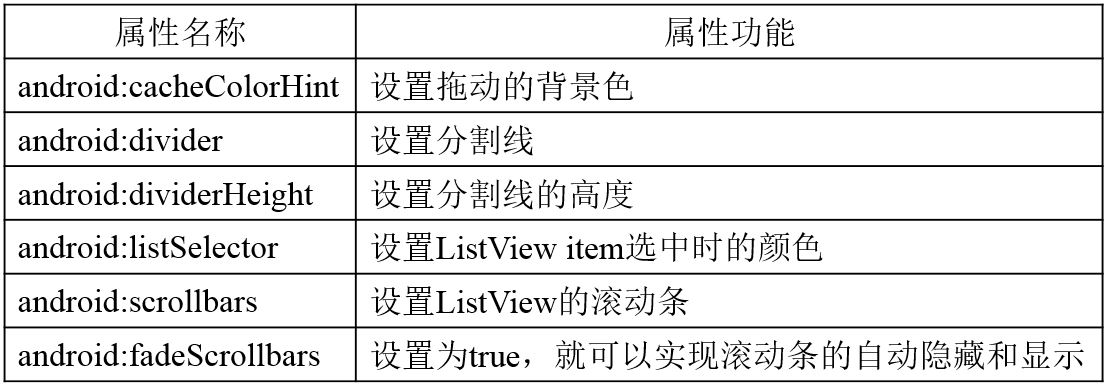 属性名称 属性功能
android:cacheColorHint 设置拖动的背景色
android:divider 设置分割线
android:dividerHeight 设置分割线的高度
android:listSelector 设置ListView item选中时的颜色
android:scrollbars 设置ListView的滚动条
android:fadeScrollbars 设置为true，就可以实现滚动条的自动隐藏和显示